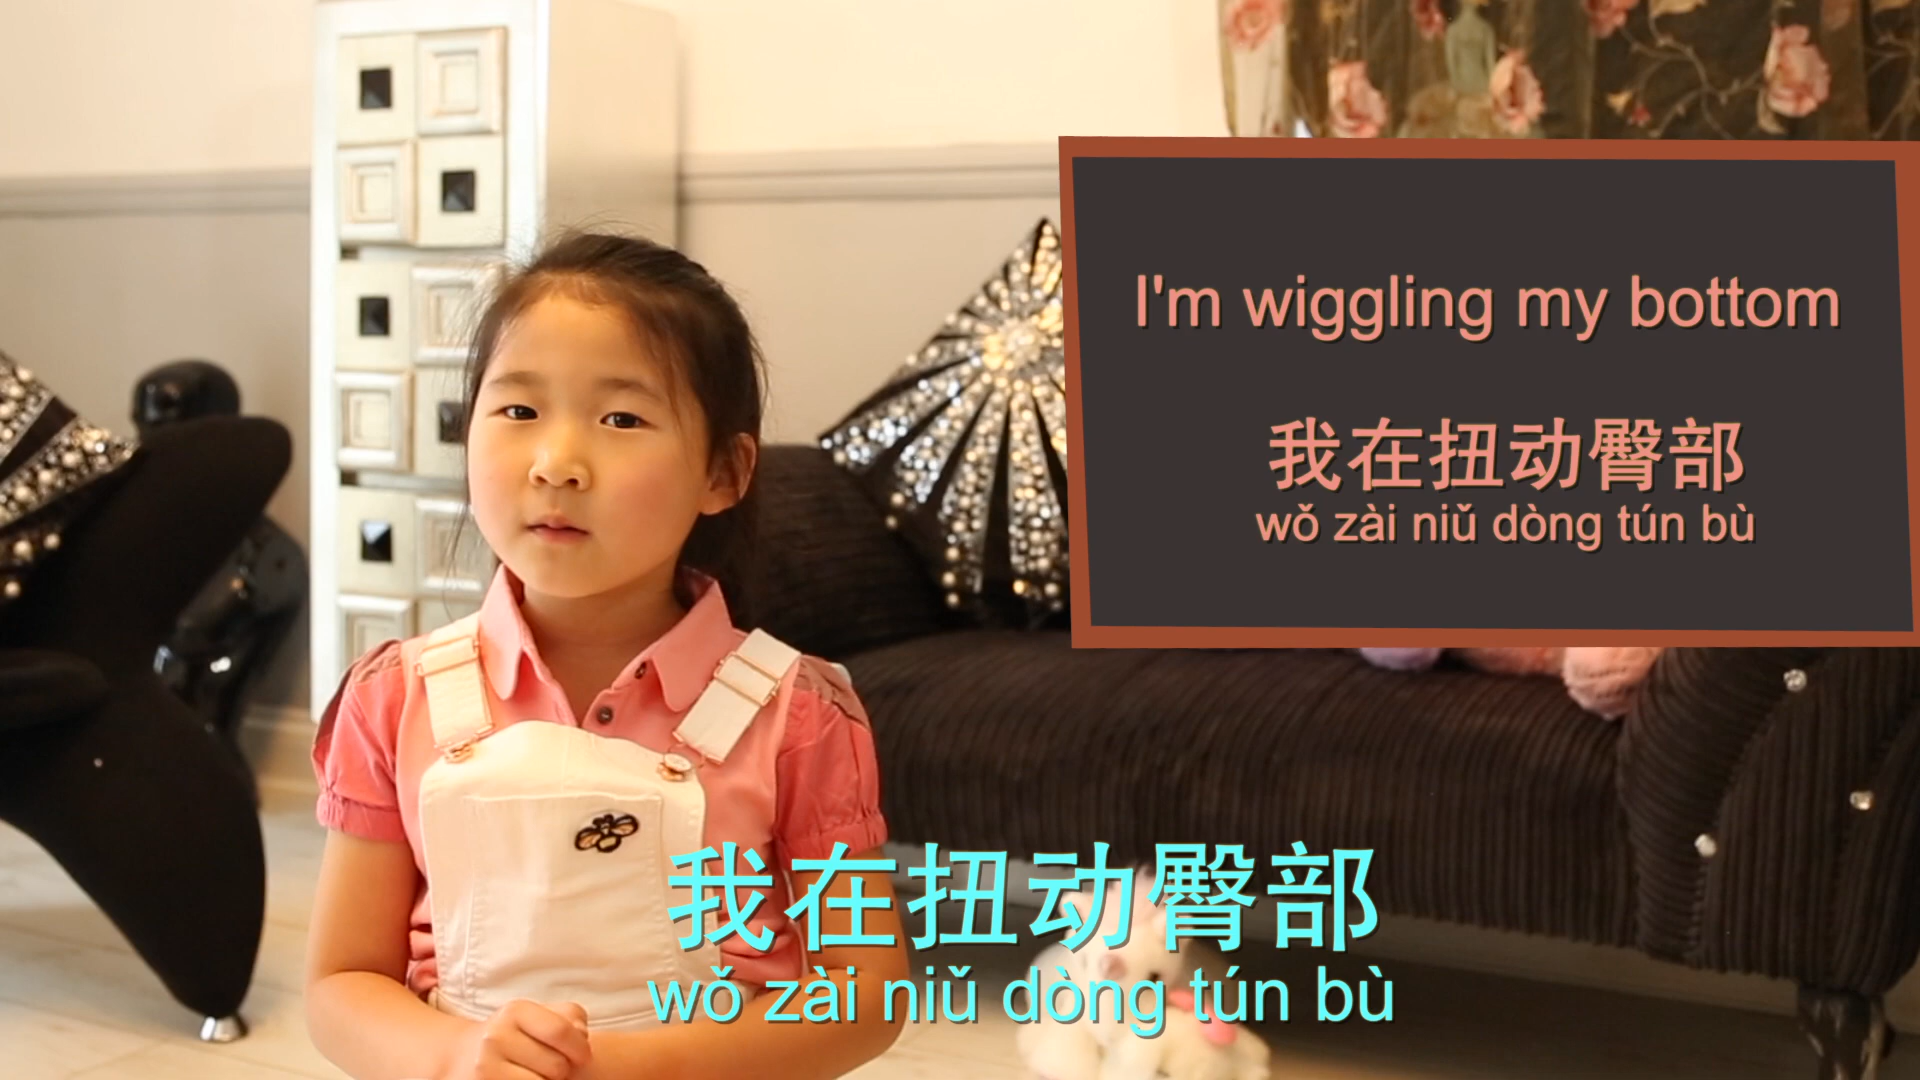 I'm wiggling my bottom
我在扭动臀部
wǒ zài niǔ dòng tún bù
我在扭动臀部
wǒ zài niǔ dòng tún bù